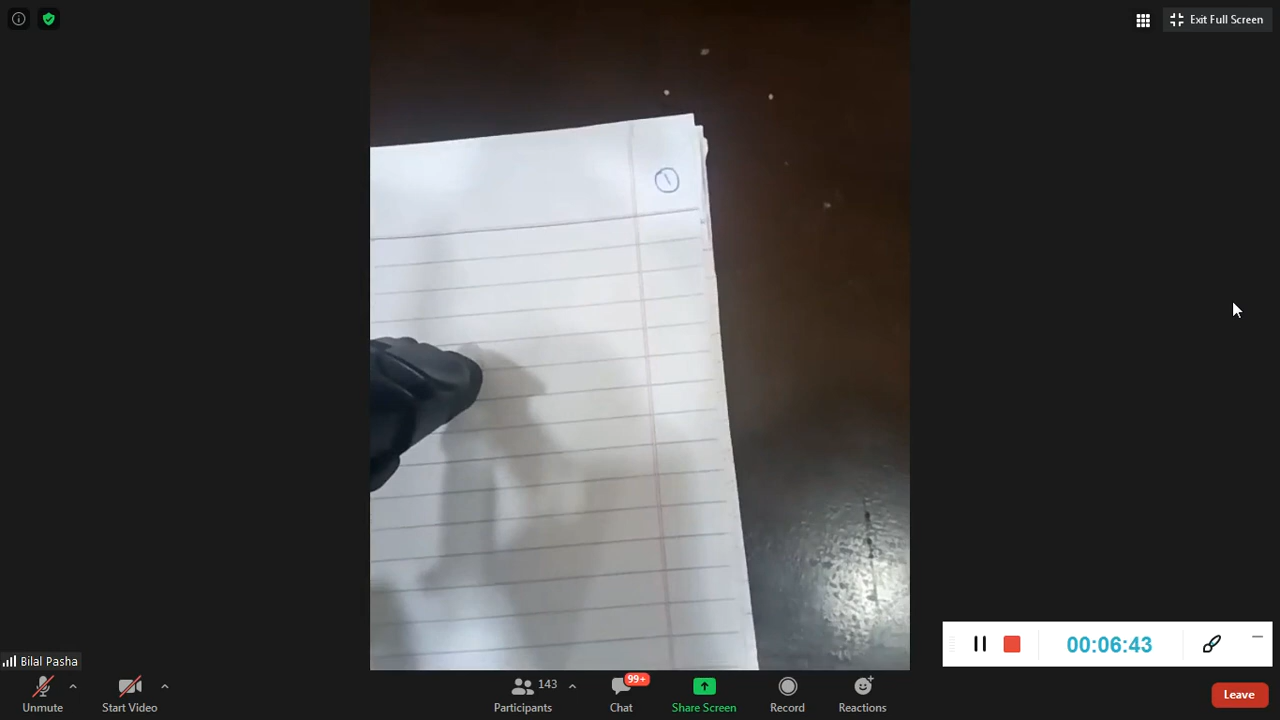 Exit Full Screen
1
Bilal Pasha
00:06:43
Unmute
Start Video
143
Participants
99+
Chat
Share Screen
Record
Reactions
Leave